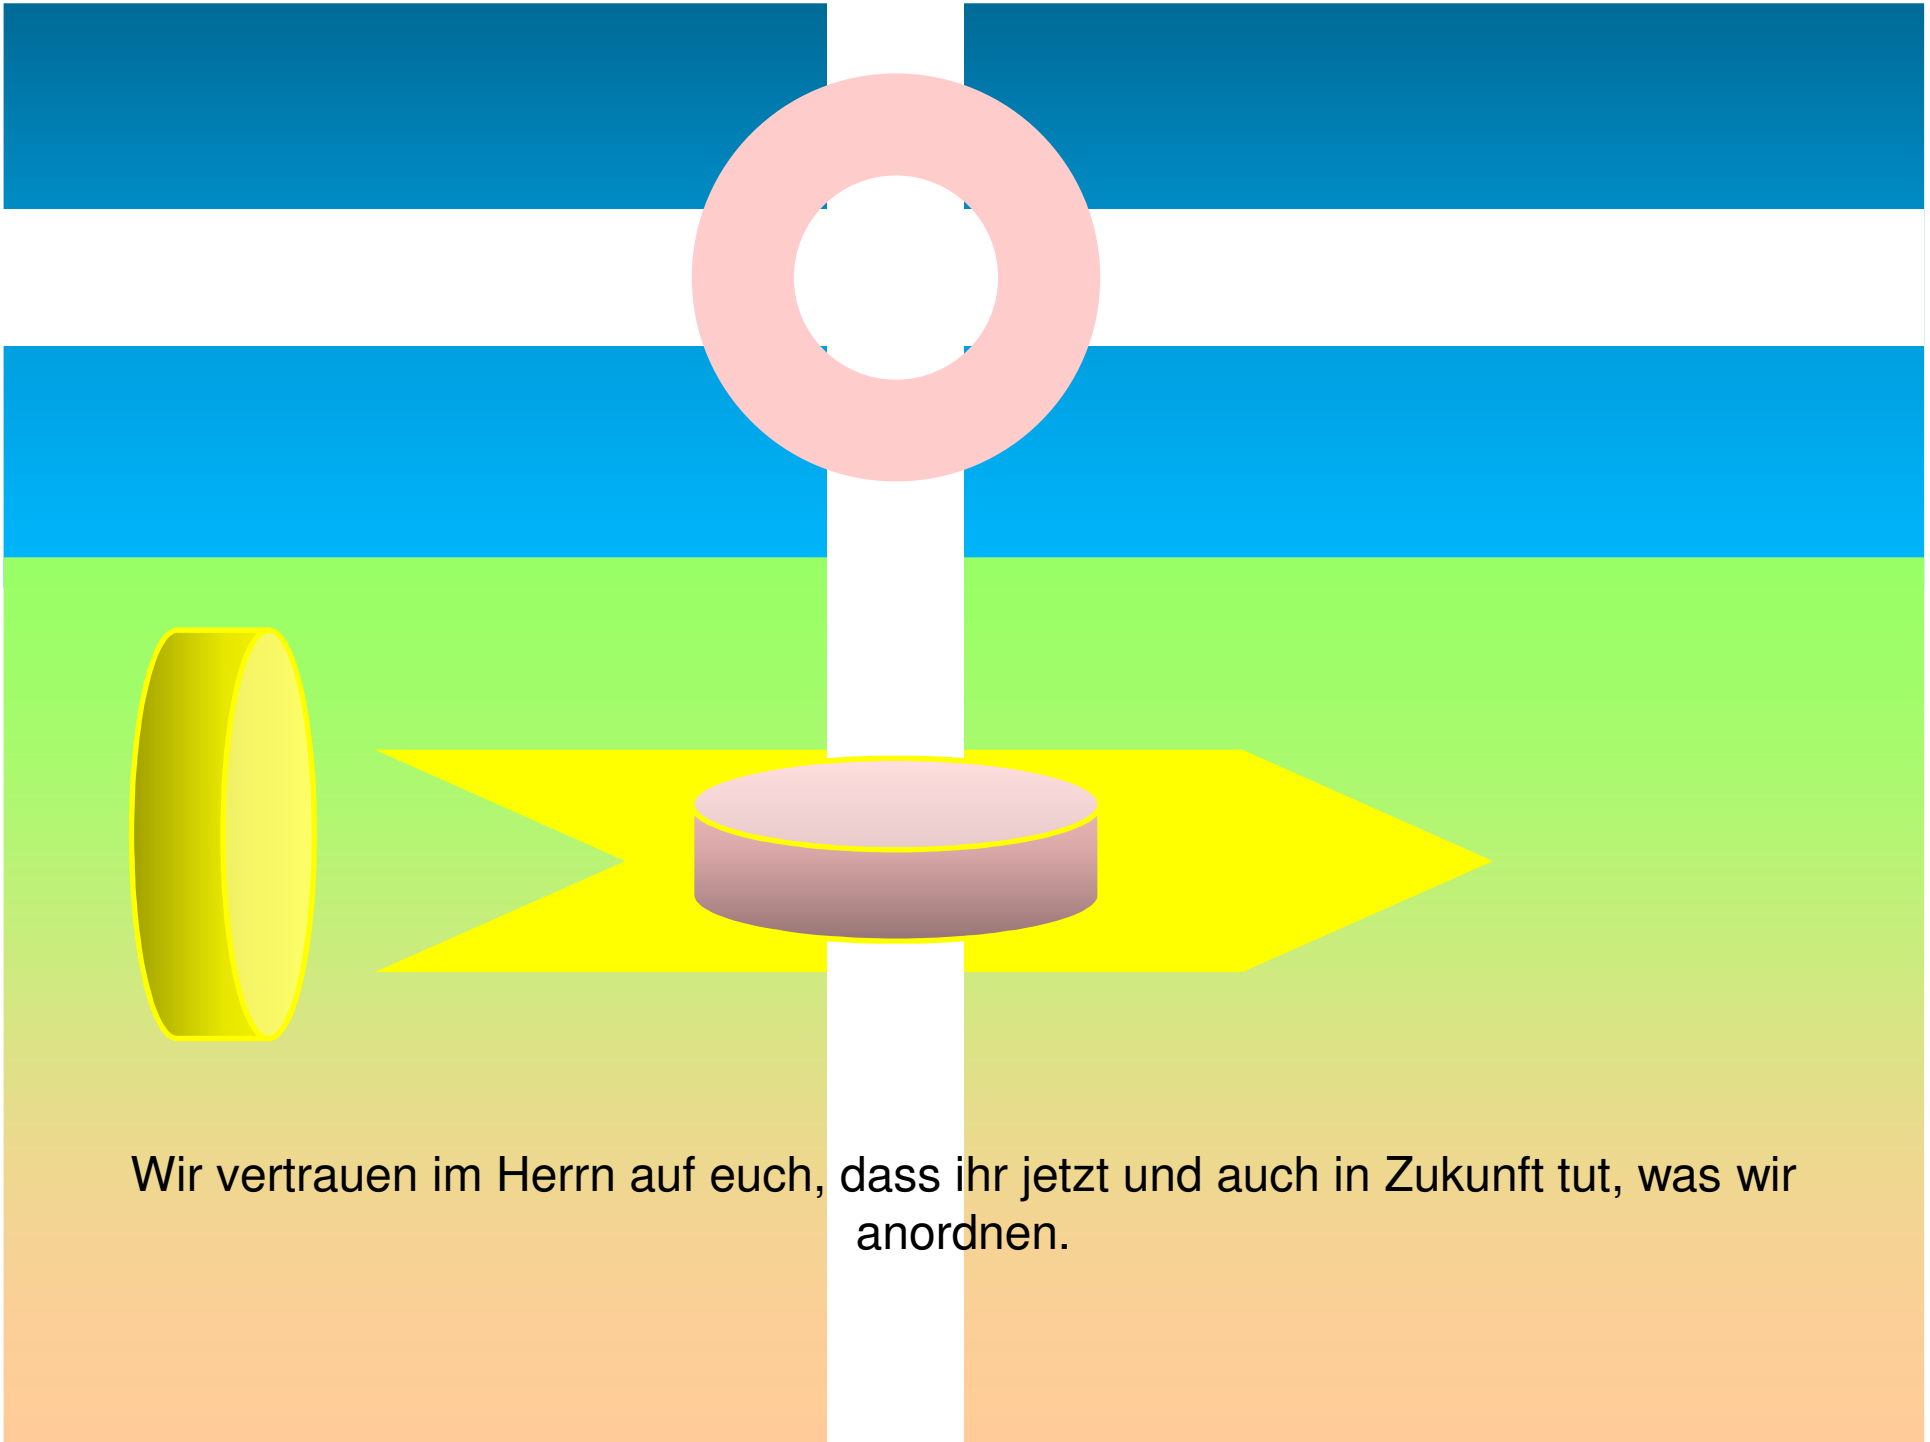 Wir vertrauen im Herrn auf euch, dass ihr jetzt und auch in Zukunft tut, was wir
anordnen.